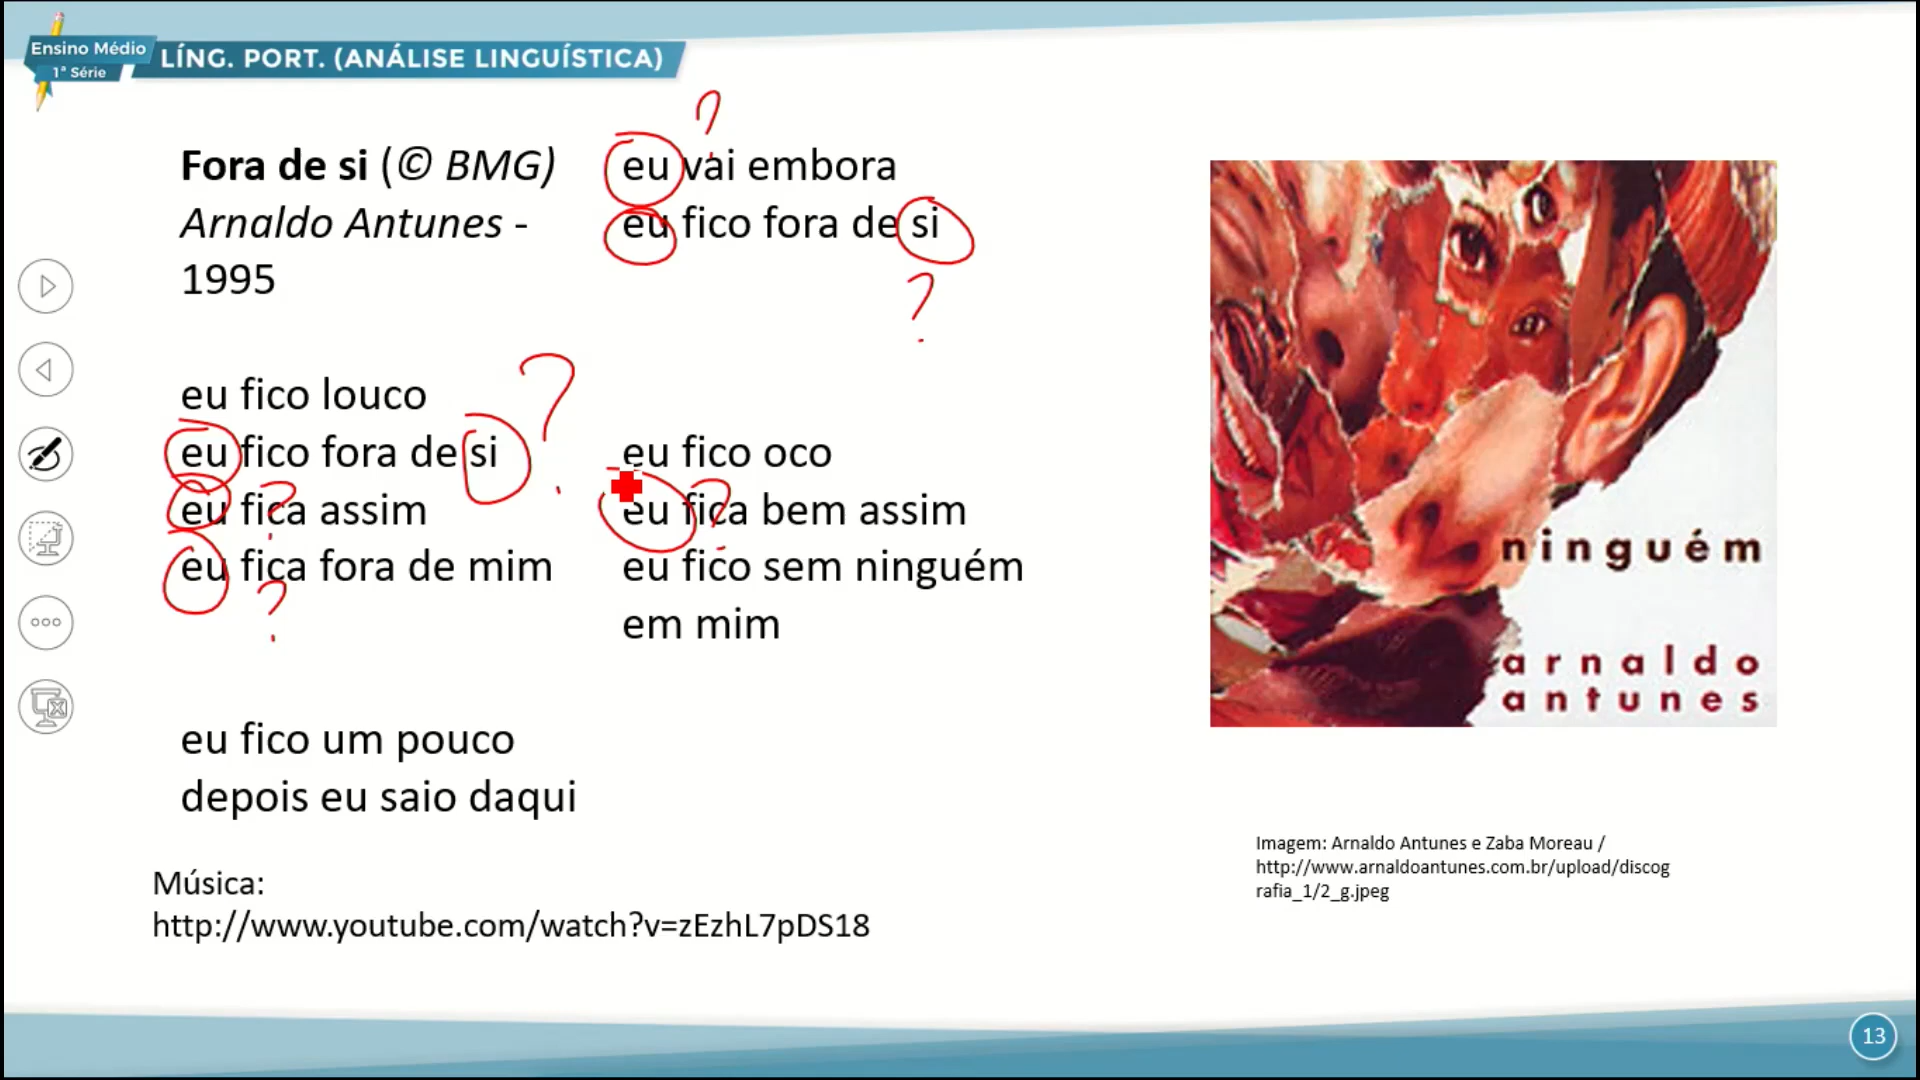 Ensino Médio
1ª Série
LÍNG. PORT. (ANÁLISE LINGUÍSTICA)
Fora de si (© BMG)
Arnaldo Antunes -
1995
eu fico louco
eu fico fora de si
eu fica assim
eu fica fora de mim
eu fico um pouco
depois eu saio daqui
?
eu vai embora
eu fico fora de si
?
?
?
?
?
eu fico oco
eu fica bem assim
eu fico sem ninguém
em mim
ninguém
arnaldo
antunes
Música:
http://www.youtube.com/watch?v=zEzhL7pDS18
Imagem: Arnaldo Antunes e Zaba Moreau /
http://www.arnaldoantunes.com.br/upload/discog
rafia_1/2_g.jpeg
13